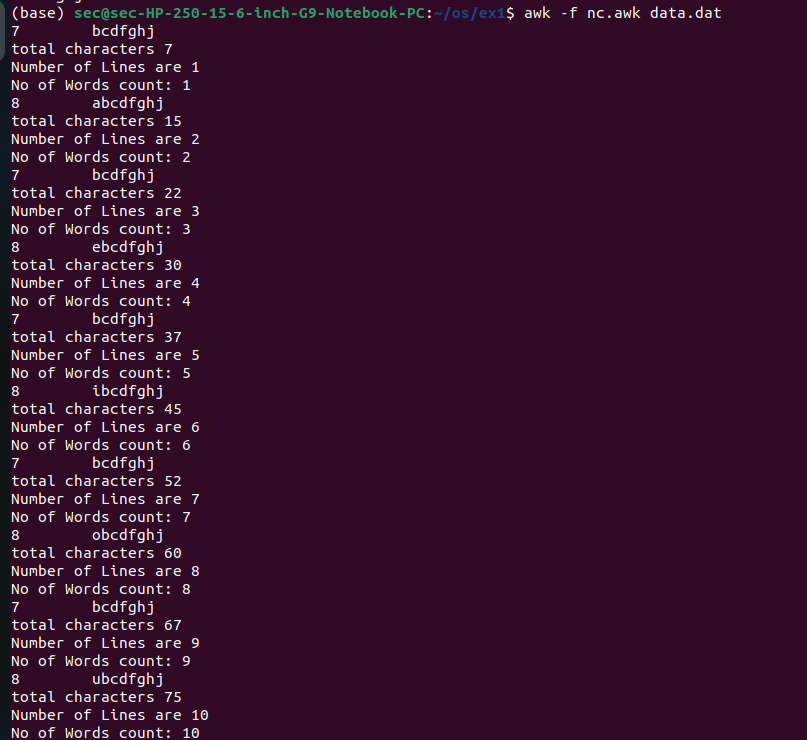 (base) sec@sec-HP-250-15-6-inch-G9-Notebook-PC:~/os/ex1$ awk -f nc.awk data.dat
7        bcdfghj
total characters 7
Number of Lines are 1
No of Words count: 1
8        abcdfghj
total characters 15
Number of Lines are 2
No of Words count: 2
7        bcdfghj
total characters 22
Number of Lines are 3
No of Words count: 3
8        ebcdfghj
total characters 30
Number of Lines are 4
No of Words count: 4
7        bcdfghj
total characters 37
Number of Lines are 5
No of Words count: 5
8        ibcdfghj
total characters 45
Number of Lines are 6
No of Words count: 6
7        bcdfghj
total characters 52
Number of Lines are 7
No of Words count: 7
8        obcdfghj
total characters 60
Number of Lines are 8
No of Words count: 8
7        bcdfghj
total characters 67
Number of Lines are 9
No of Words count: 9
8        ubcdfghj
total characters 75
Number of Lines are 10
No of Words count: 10